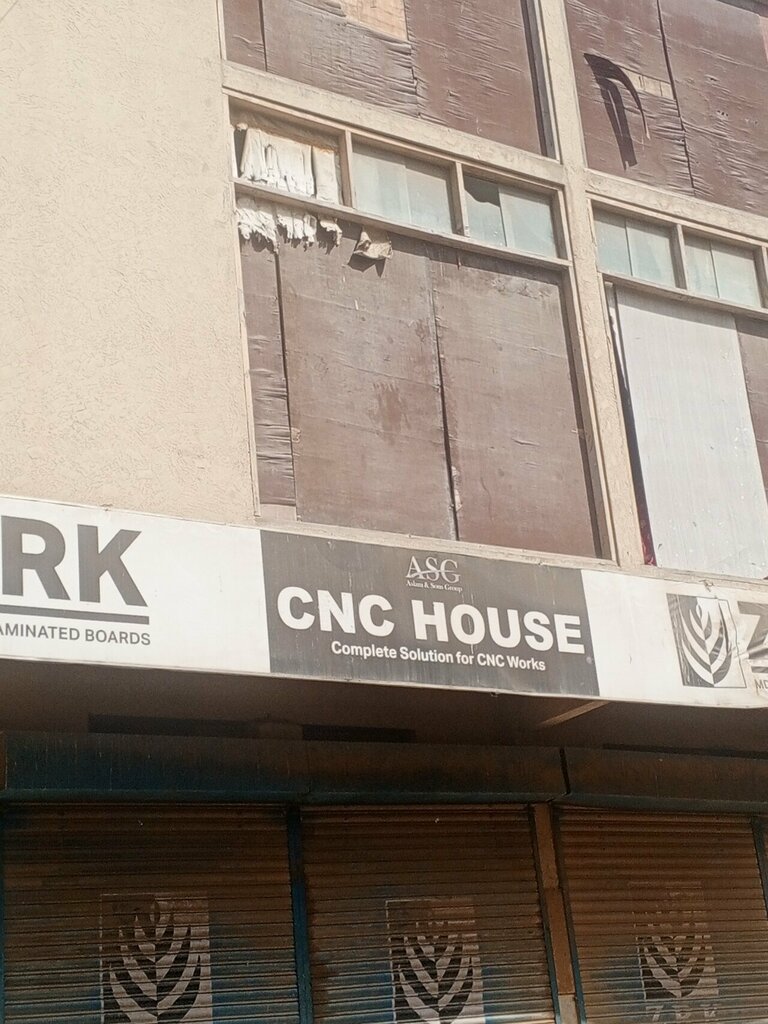 RK
AMINATED BOARDS
ASG
Aslam & Sons Group
CNC HOUSE
Complete Solution for CNC Works